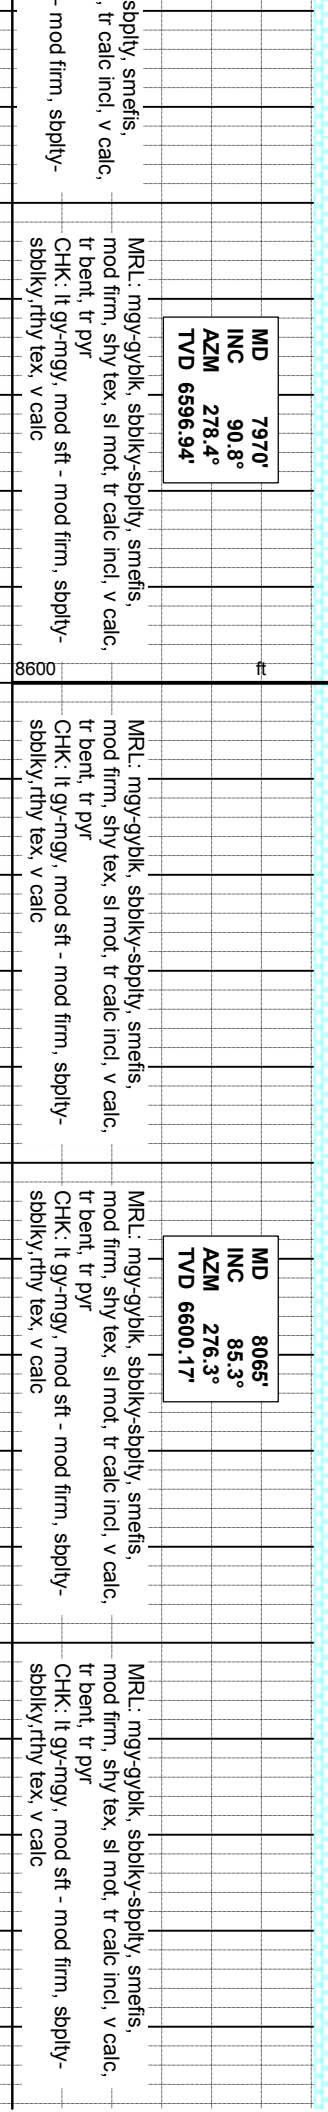 sbplty, smefis,
, tr calc incl, v calc,
- mod firm, sbplty-
MD 7970'
INC 90.8°
AZM 278.4°
TVD 6596.94'
MRL: mgy-gyblk, sbblky-sbplty, smefis,
mod firm, shy tex, sl mot, tr calc incl, v calc,
tr bent, tr pyr
CHK: lt gy-mgy, mod sft - mod firm, sbplty-
sbblky,rthy tex, v calc
8600 ft
MRL: mgy-gyblk, sbblky-sbplty, smefis,
mod firm, shy tex, sl mot, tr calc incl, v calc,
tr bent, tr pyr
CHK: lt gy-mgy, mod sft - mod firm, sbplty-
sbblky,rthy tex, v calc
MD 8065'
INC 85.3°
AZM 276.3°
TVD 6600.17'
MRL: mgy-gyblk, sbblky-sbplty, smefis,
mod firm, shy tex, sl mot, tr calc incl, v calc,
tr bent, tr pyr
CHK: lt gy-mgy, mod sft - mod firm, sbplty-
sbblky,rthy tex, v calc
MRL: mgy-gyblk, sbblky-sbplty, smefis,
mod firm, shy tex, sl mot, tr calc incl, v calc,
tr bent, tr pyr
CHK: lt gy-mgy, mod sft - mod firm, sbplty-
sbblky,rthy tex, v calc